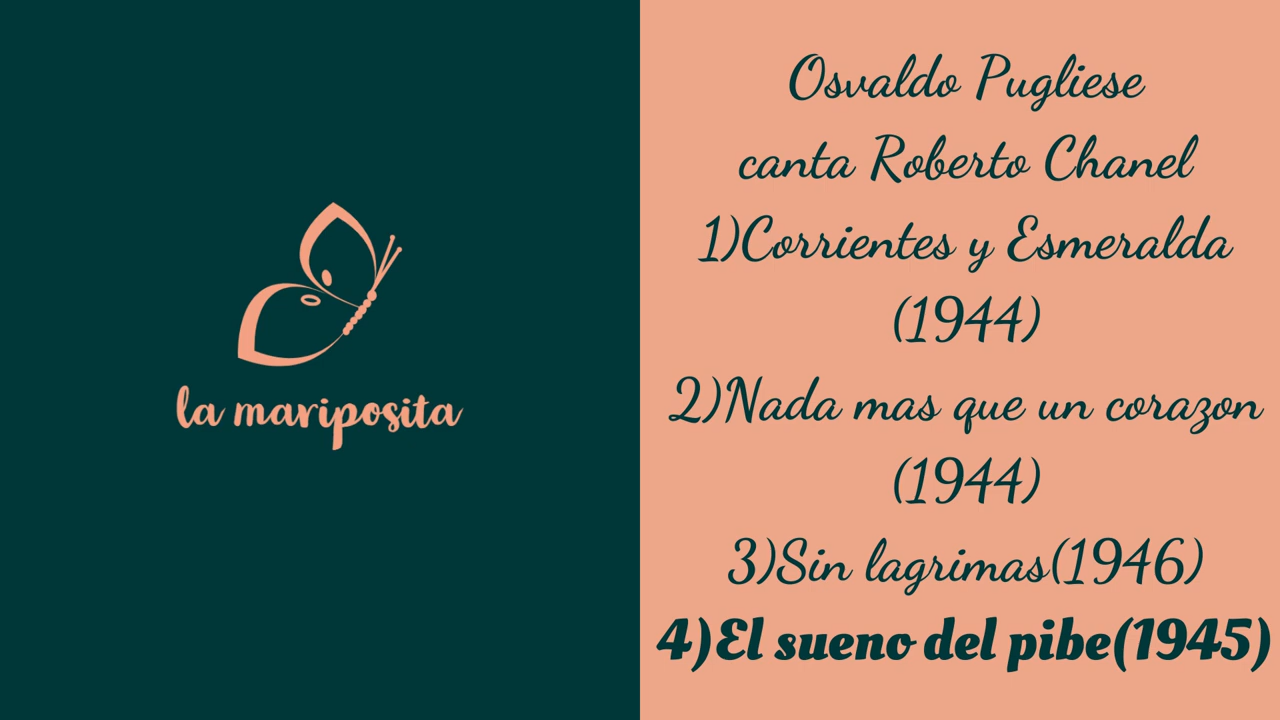 la mariposita
Osvaldo Pugliese
canta Roberto Chanel
1)Corrientes y Esmeralda
(1944)
2)Nada mas que un corazon
(1944)
3)Sin lagrimas(1946)
4)El sueno del pibe(1945)